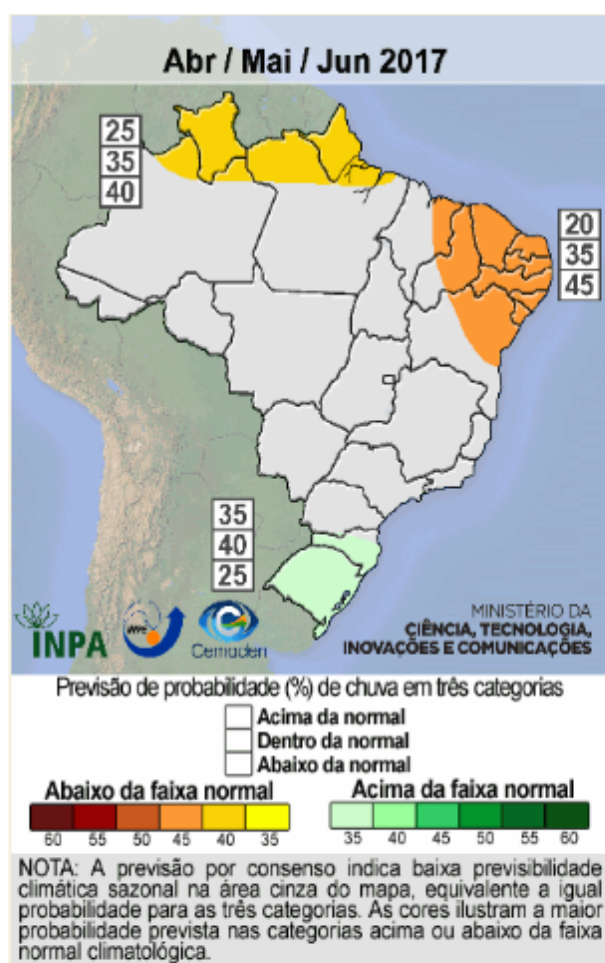 Abr / Mai / Jun 2017
25
35
40
20
35
45
35
40
25
INPA
Cemaden
MINISTÉRIO DA
CIÊNCIA, TECNOLOGIA,
INOVAÇÕES E COMUNICAÇÕES
Previsão de probabilidade (%) de chuva em três categorias
Acima da normal
Dentro da normal
Abaixo da normal
Abaixo da faixa normal
60 55 50 45 40 35
Acima da faixa normal
35 40 45 50 55 60
NOTA: A previsão por consenso indica baixa previsibilidade
climática sazonal na área cinza do mapa, equivalente a igual
probabilidade para as três categorias. As cores ilustram a maior
probabilidade prevista nas categorias acima ou abaixo da faixa
normal climatológica.